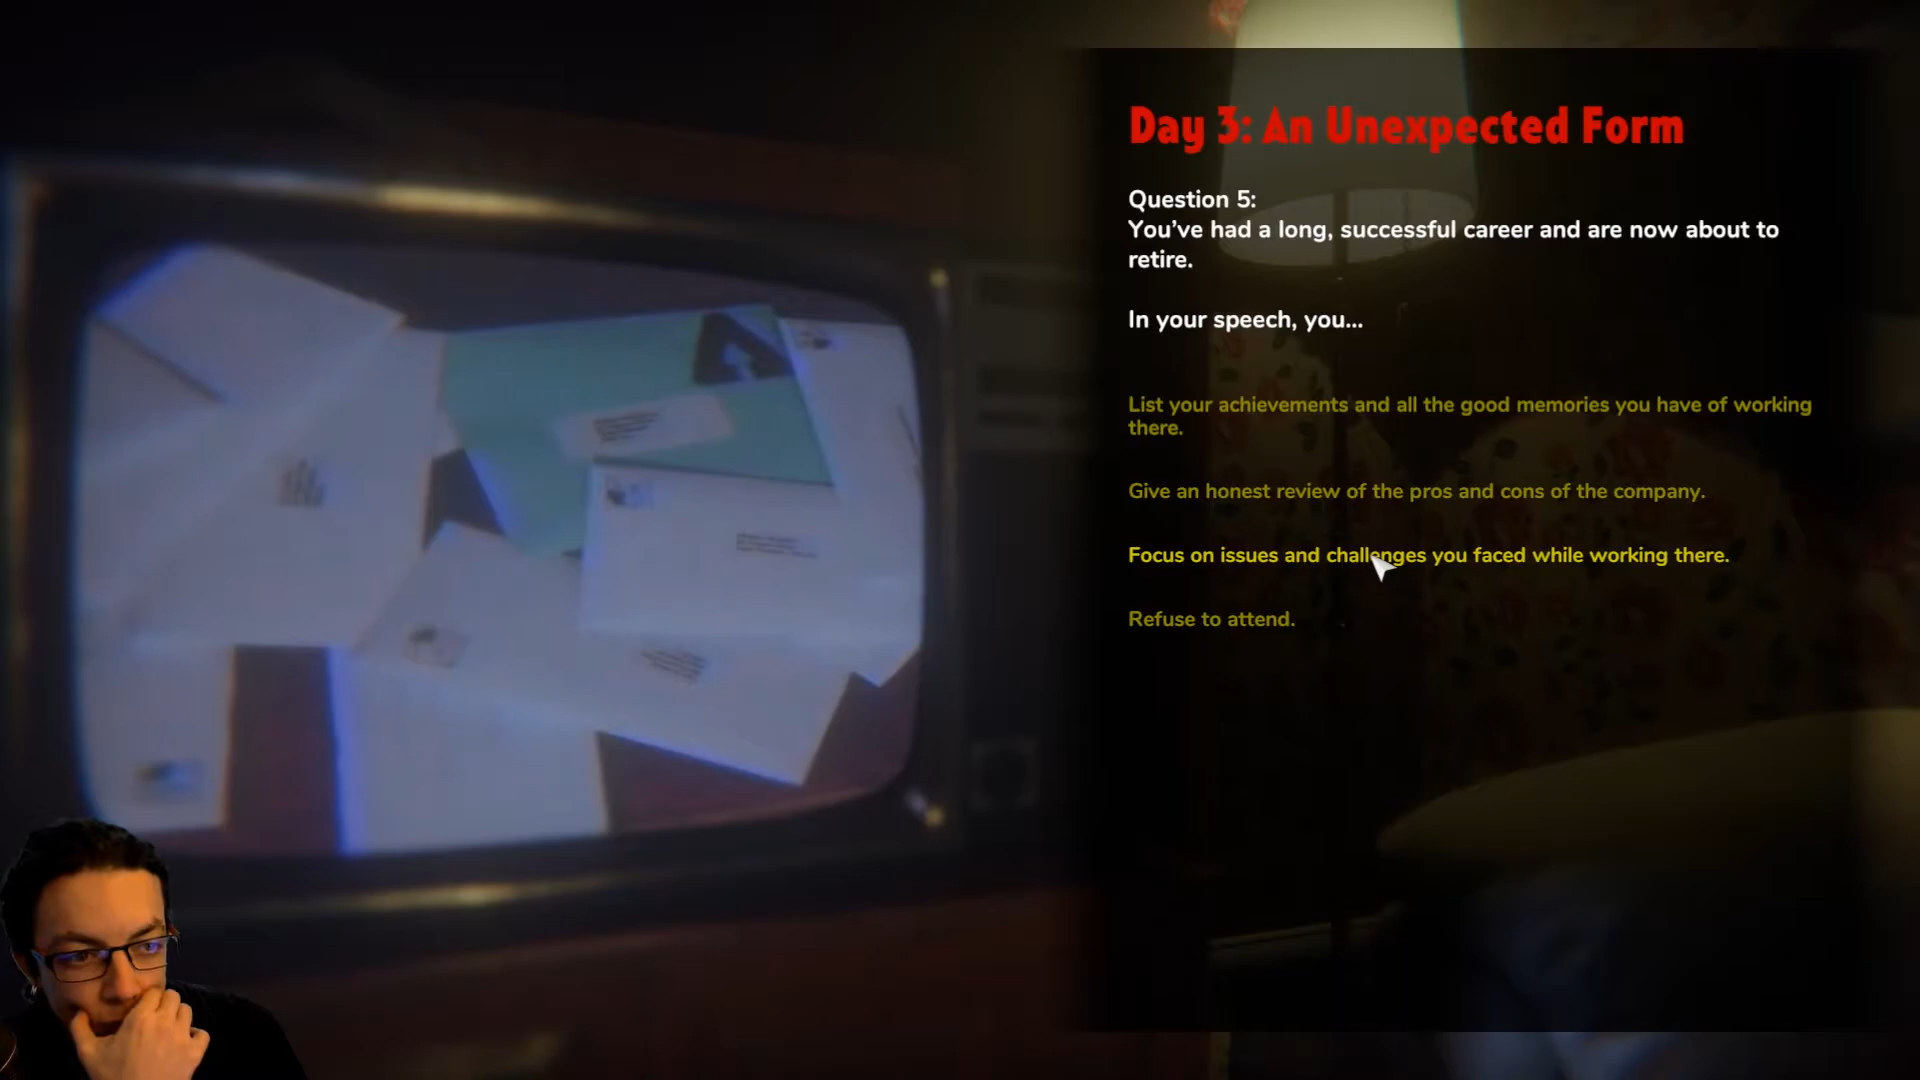 Day 3: An Unexpected Form
Question 5:
You've had a long, successful career and are now about to
retire.
In your speech, you...
List your achievements and all the good memories you have of working
there.
Give an honest review of the pros and cons of the company.
Focus on issues and challenges you faced while working there.
Refuse to attend.